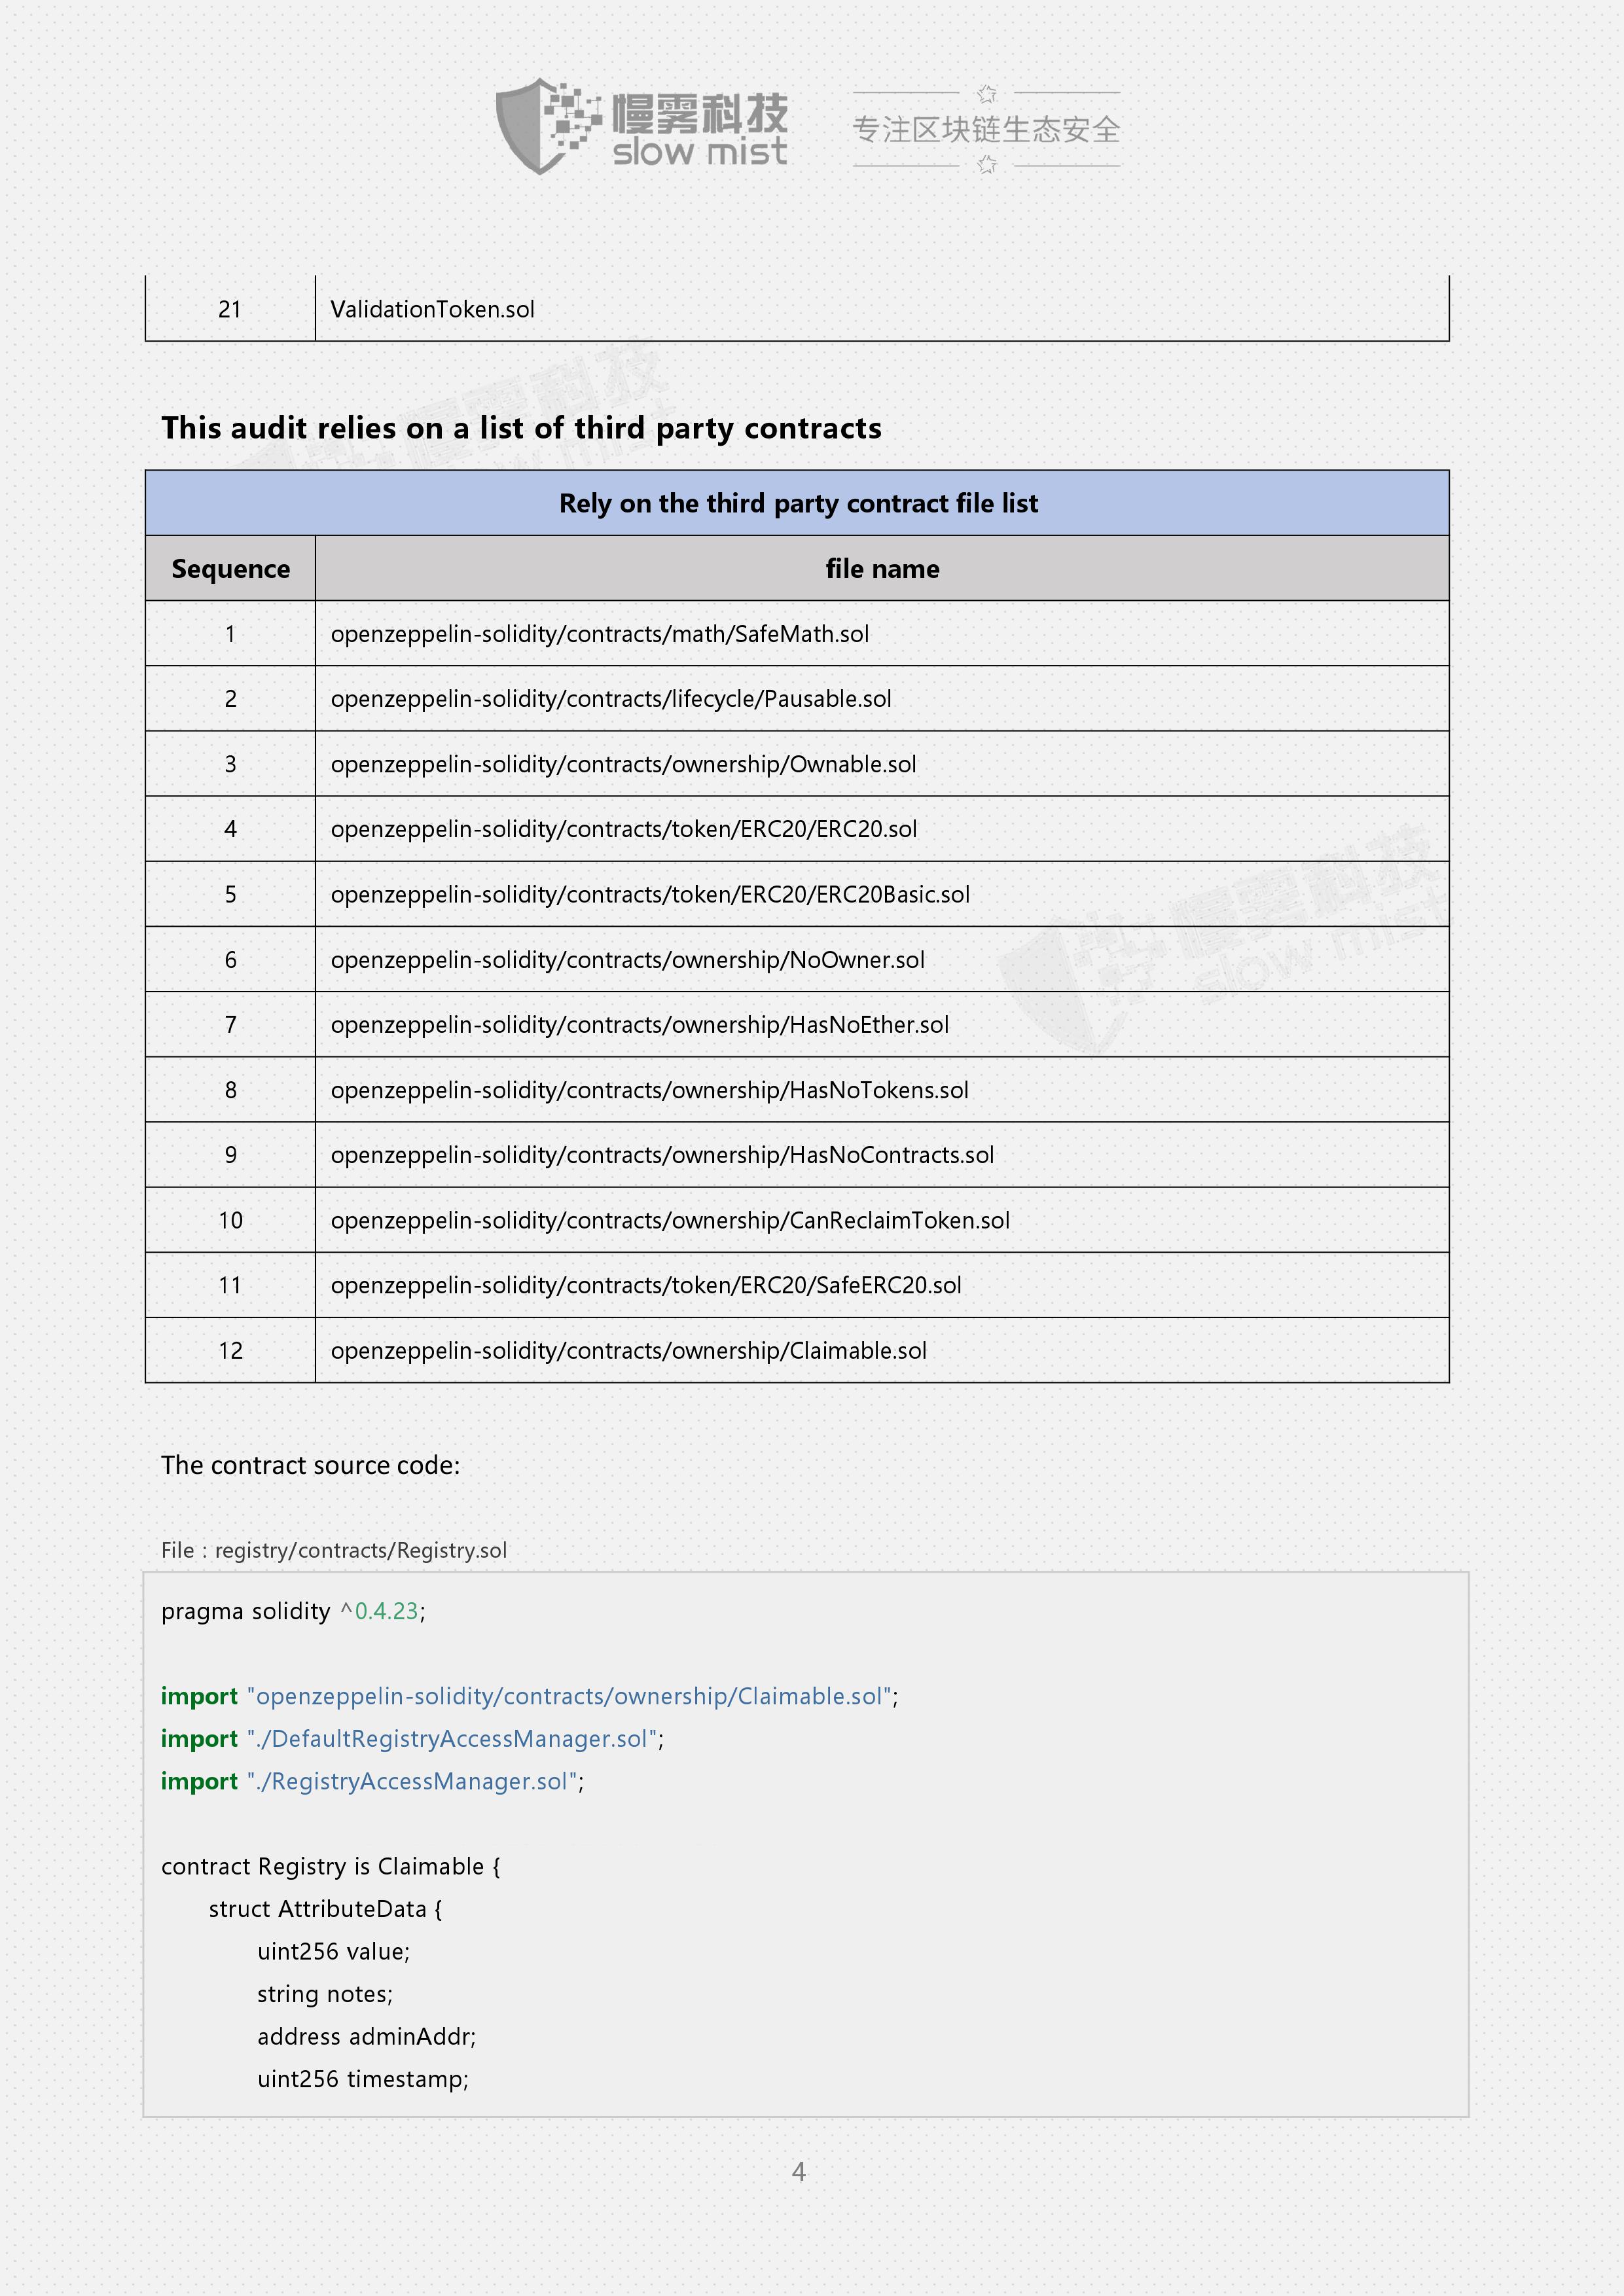 慢雾科技
slow mist
专注区块链生态安全
21 ValidationToken.sol
This audit relies on a list of third party contracts
Rely on the third party contract file list
Sequence file name
1 openzeppelin-solidity/contracts/math/SafeMath.sol
2 openzeppelin-solidity/contracts/lifecycle/Pausable.sol
3 openzeppelin-solidity/contracts/ownership/Ownable.sol
4 openzeppelin-solidity/contracts/token/ERC20/ERC20.sol
5 openzeppelin-solidity/contracts/token/ERC20/ERC20Basic.sol
6 openzeppelin-solidity/contracts/ownership/NoOwner.sol
7 openzeppelin-solidity/contracts/ownership/HasNoEther.sol
8 openzeppelin-solidity/contracts/ownership/HasNoTokens.sol
9 openzeppelin-solidity/contracts/ownership/HasNoContracts.sol
10 openzeppelin-solidity/contracts/ownership/CanReclaimToken.sol
11 openzeppelin-solidity/contracts/token/ERC20/SafeERC20.sol
12 openzeppelin-solidity/contracts/ownership/Claimable.sol
The contract source code:
File : registry/contracts/Registry.sol
pragma solidity ^0.4.23;
import "openzeppelin-solidity/contracts/ownership/Claimable.sol";
import "./DefaultRegistryAccessManager.sol";
import "./RegistryAccessManager.sol";
contract Registry is Claimable {
struct AttributeData {
uint256 value;
string notes;
address adminAddr;
uint256 timestamp;
4